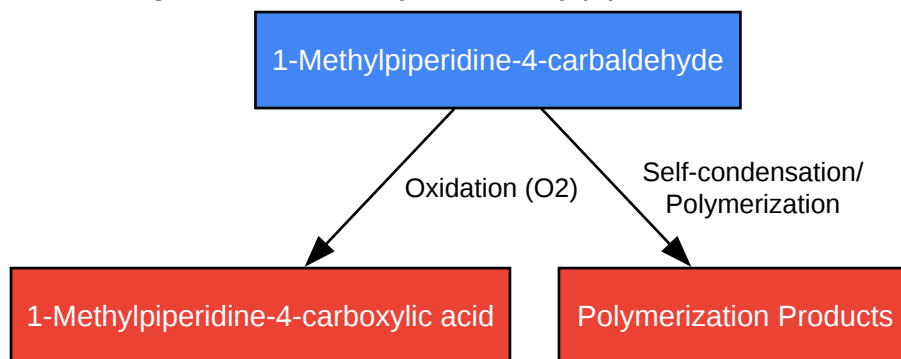 1-Methylpiperidine-4-carbaldehyde
Oxidation (O2)
Self-condensation/
Polymerization
1-Methylpiperidine-4-carboxylic acid
Polymerization Products